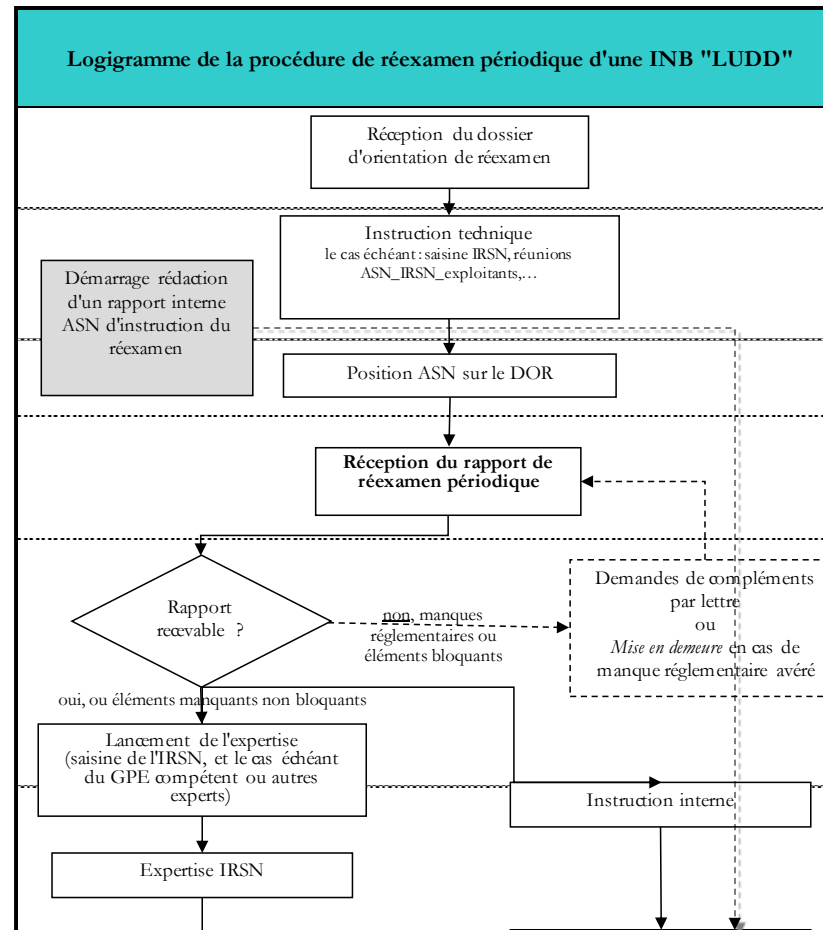 Logigramme de la procédure de réexamen périodique d'une INB "LUDD"
Réception du dossier
d'orientation de réexamen
Instruction technique
le cas échéant : saisine IRSN, réunions
ASN_IRSN_exploitants,…
Démarrage rédaction
d'un rapport interne
ASN d'instruction du
réexamen
Position ASN sur le DOR
Réception du rapport de
réexamen périodique
Rapport
recevable ?
non, manques
réglementaires ou
éléments bloquants
Demandes de compléments
par lettre
ou
Mise en demeure en cas de
manque réglementaire avéré
oui, ou éléments manquants non bloquants
Lancement de l'expertise
(saisine de l'IRSN, et le cas échéant
du GPE compétent ou autres
experts)
Instruction interne
Expertise IRSN